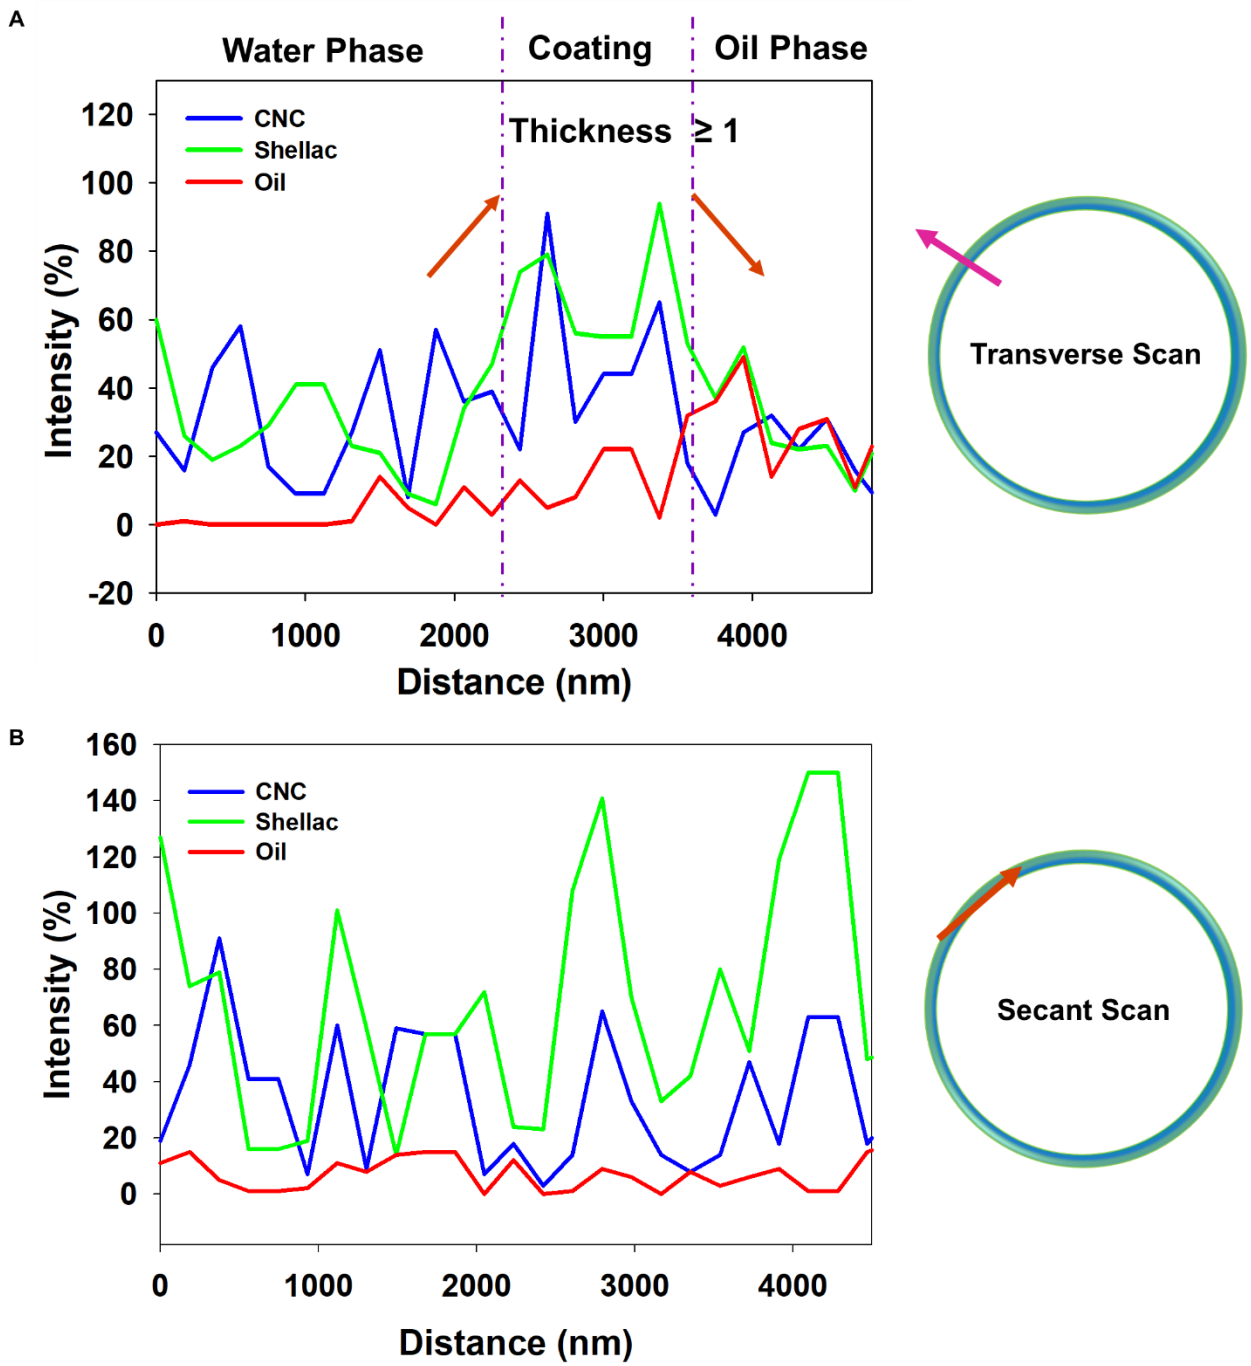 A
Water Phase
Coating
Oil Phase
Thickness ≥ 1
CNC
Shellac
Oil
120
100
80
60
40
20
0
-20
Intensity (%)
0 1000 2000 3000 4000
Distance (nm)
Transverse Scan
B
160
140
120
100
80
60
40
20
0
CNC
Shellac
Oil
Intensity (%)
0 1000 2000 3000 4000
Distance (nm)
Secant Scan